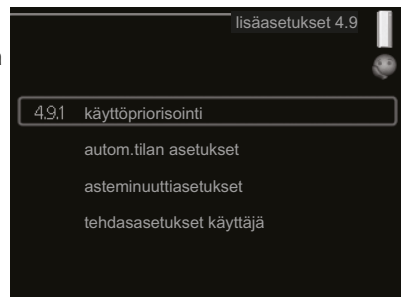 lisäasetukset 4.9
4.9.1 käyttöpriorisointi
autom.tilan asetukset
asteminuuttiasetukset
tehdasasetukset käyttäjä